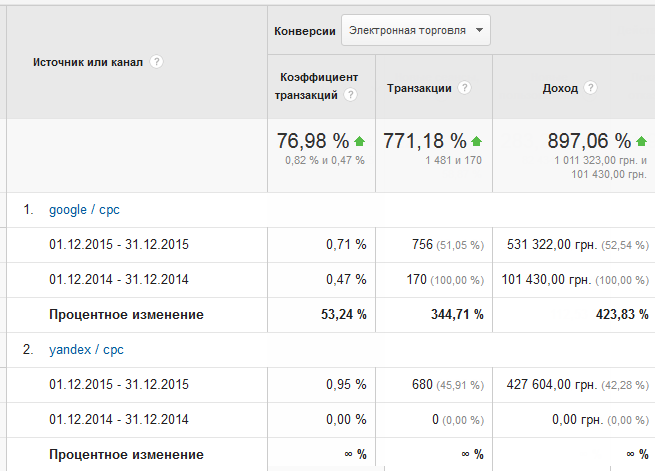 Конверсии Электронная торговля
Источник или канал ?
Коэффициент
транзакций ? Транзакции ? Доход ?
76,98 % 771,18 % 897,06 %
0,82 % и 0,47 % 1 481 и 170 1 011 323,00 грн. и
101 430,00 грн.
1. google / cpc
01.12.2015 - 31.12.2015 0,71 % 756 (51,05 %) 531 322,00 грн. (52,54 %)
01.12.2014 - 31.12.2014 0,47 % 170 (100,00 %) 101 430,00 грн. (100,00 %)
Процентное изменение 53,24 % 344,71 % 423,83 %
2. yandex / cpc
01.12.2015 - 31.12.2015 0,95 % 680 (45,91 %) 427 604,00 грн. (42,28 %)
01.12.2014 - 31.12.2014 0,00 % 0 (0,00 %) 0,00 грн. (0,00 %)
Процентное изменение ∞ % ∞ % ∞ %